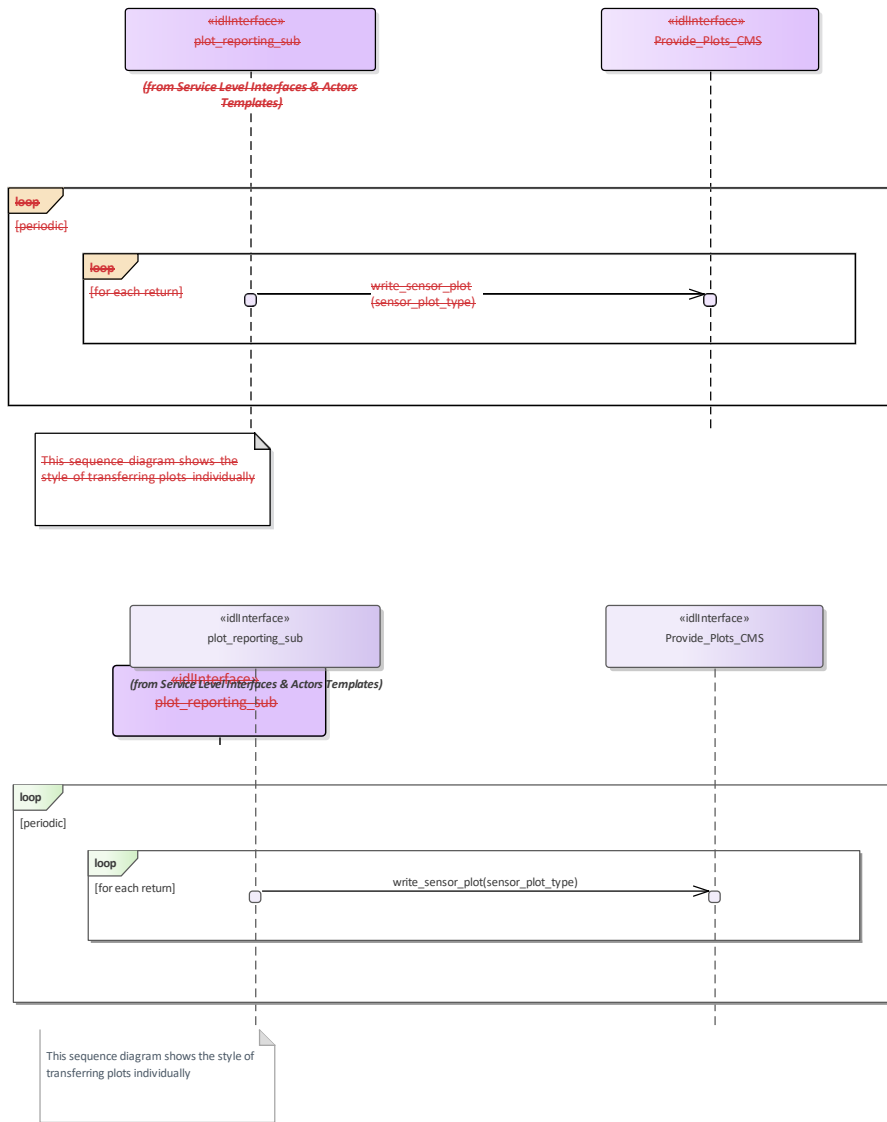 «idlInterface»
plot_reporting_sub
«idlInterface»
Provide_Plots_CMS
(from Service Level Interfaces & Actors
Templates)
loop
[periodic]
loop
[for each return]
write_sensor_plot
(sensor_plot_type)
This sequence diagram shows the
style of transferring plots individually
«idlInterface»
plot_reporting_sub
«idlInterface»
Provide_Plots_CMS
«idlInterface»
(from Service Level Interfaces & Actors Templates)
plot_reporting_sub
loop
[periodic]
loop
[for each return]
write_sensor_plot(sensor_plot_type)
This sequence diagram shows the style of
transferring plots individually